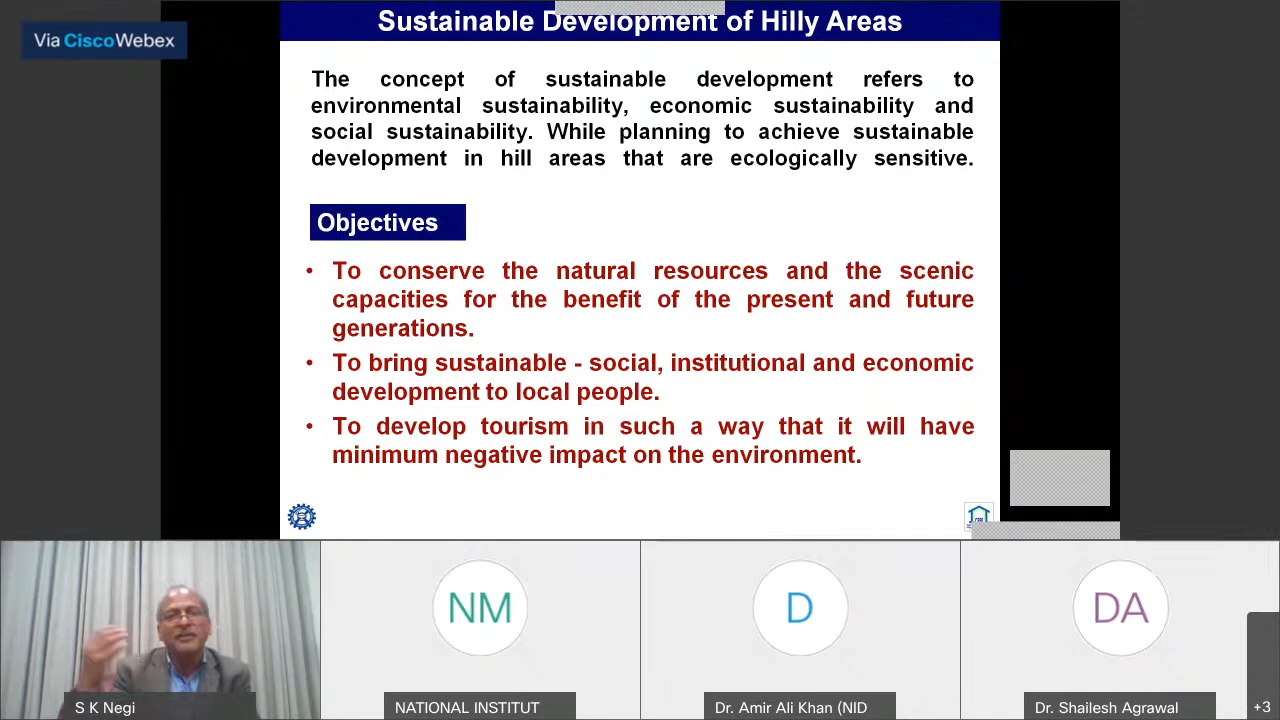 Sustainable Development of Hilly Areas
Via CiscoWebex
The concept of sustainable development refers to
environmental sustainability, economic sustainability and
social sustainability. While planning to achieve sustainable
development in hill areas that are ecologically sensitive.
Objectives
• To conserve the natural resources and the scenic
capacities for the benefit of the present and future
generations.
• To bring sustainable - social, institutional and economic
development to local people.
• To develop tourism in such a way that it will have
minimum negative impact on the environment.
NM
D
DA
S K Negi
NATIONAL INSTITUT
Dr. Amir Ali Khan (NID
Dr. Shailesh Agrawal
+3